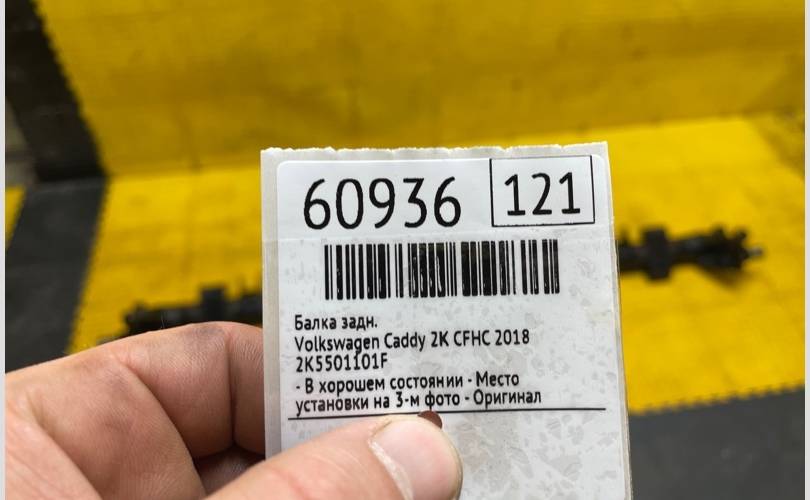 60936 121
Балка задн.
Volkswagen Caddy 2K CFHC 2018
2K5501101F
- В хорошем состоянии - Место
установки на 3-м фото - Оригинал